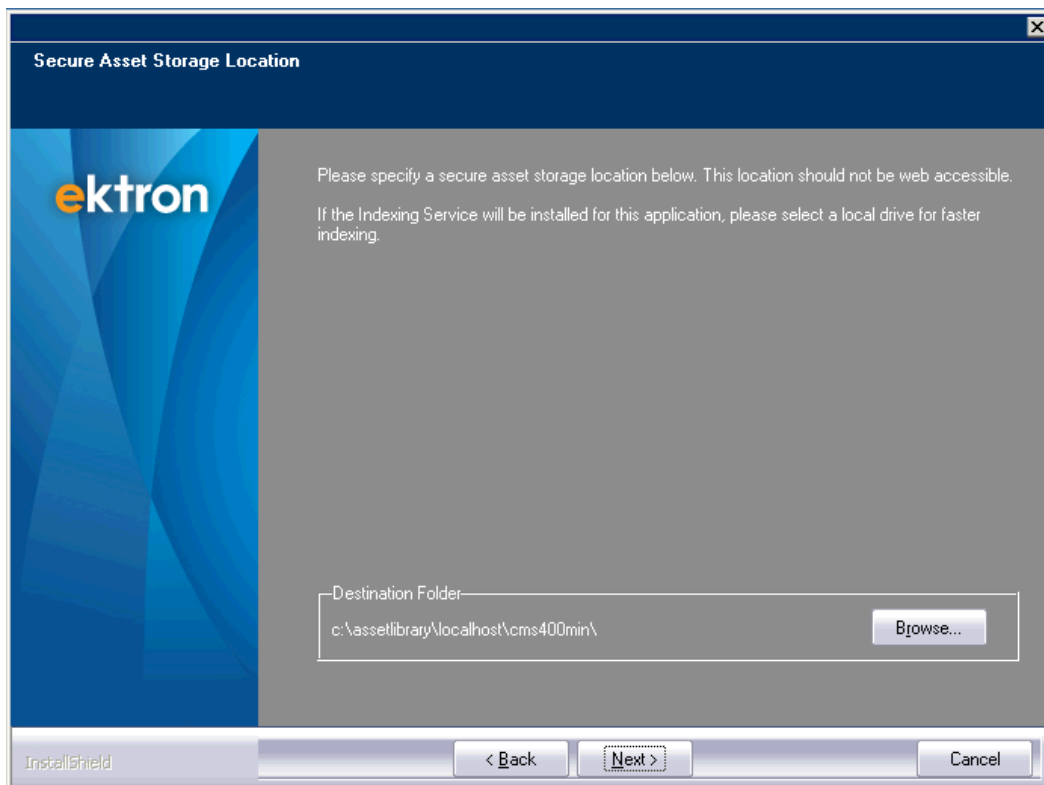 Secure Asset Storage Location
ektron
Please specify a secure asset storage location below. This location should not be web accessible.
If the Indexing Service will be installed for this application, please select a local drive for faster
indexing.
Destination Folder
c:\assetlibrary\localhost\cms400min\
Browse...
InstallShield
< Back
Next >
Cancel